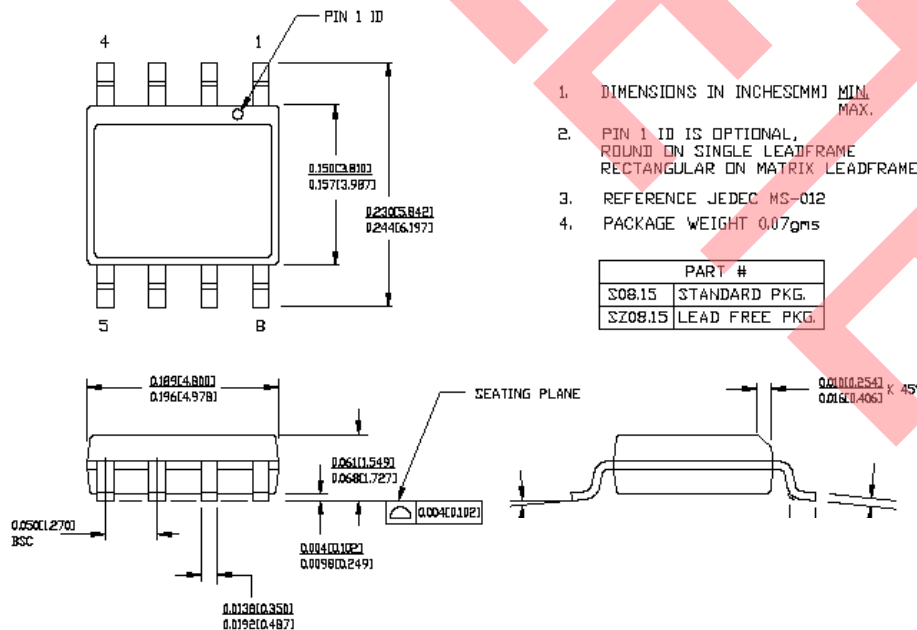 PIN 1 ID
4 1
1. DIMENSIONS IN INCHES[MM] MIN.
MAX.
2. PIN 1 ID IS OPTIONAL,
ROUND ON SINGLE LEADFRAME
RECTANGULAR ON MATRIX LEADFRAME
3. REFERENCE JEDEC MS-012
4. PACKAGE WEIGHT 0.07gms
0.150[3.810]
0.157[3.987]
0.230[5.842]
0.244[6.197]
PART #
S08.15 STANDARD PKG.
SZ08.15 LEAD FREE PKG.
5 8
0.189[4.800]
0.196[4.978]
SEATING PLANE
0.010[0.254]
0.016[0.406] X 45°
0.061[1.549]
0.068[1.727]
0.004[0.102]
0.050[1.270]
BSC
0.004[0.102]
0.0098[0.249]
0.0138[0.350]
0.0192[0.487]